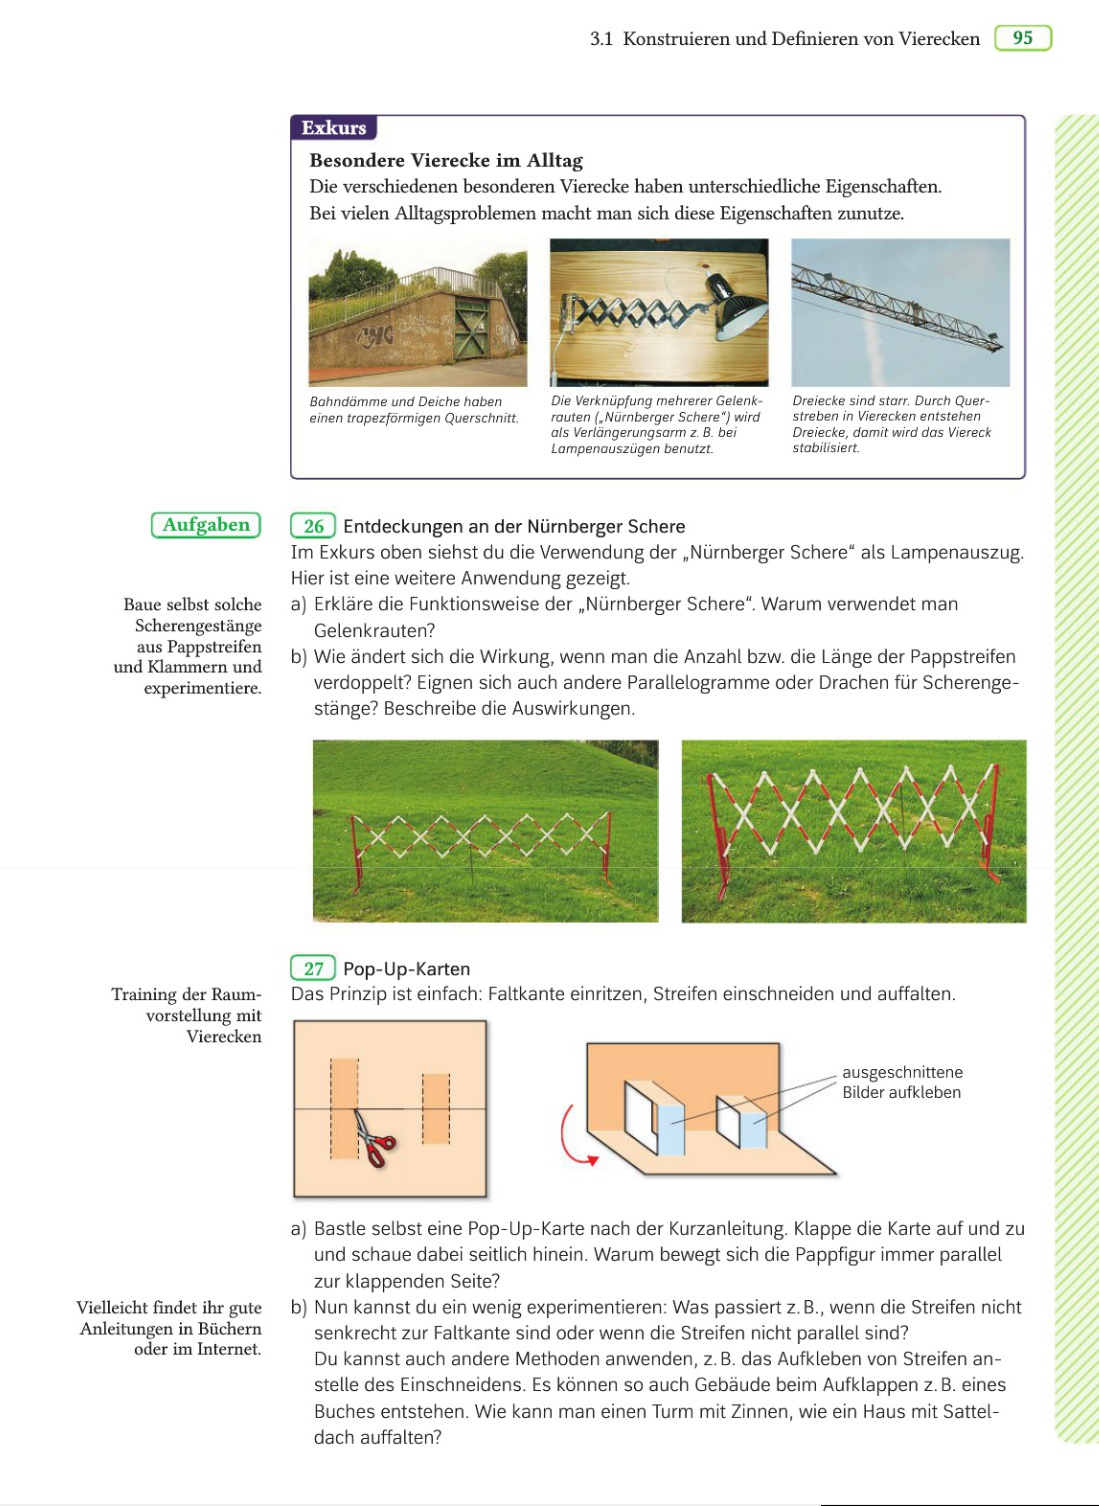 3.1 Konstruieren und Definieren von Vierecken 95
Exkurs
Besondere Vierecke im Alltag
Die verschiedenen besonderen Vierecke haben unterschiedliche Eigenschaften.
Bei vielen Alltagsproblemen macht man sich diese Eigenschaften zunutze.
Bahndämme und Deiche haben
einen trapezförmigen Querschnitt.
Die Verknüpfung mehrerer Gelenk-
rauten („Nürnberger Schere“) wird
als Verlängerungsarm z. B. bei
Lampenauszügen benutzt.
Dreiecke sind starr. Durch Quer-
streben in Vierecken entstehen
Dreiecke, damit wird das Viereck
stabilisiert.
Aufgaben
26 Entdeckungen an der Nürnberger Schere
Im Exkurs oben siehst du die Verwendung der „Nürnberger Schere“ als Lampenauszug.
Hier ist eine weitere Anwendung gezeigt.
Baue selbst solche
Scherengestänge
aus Pappstreifen
und Klammern und
experimentiere.
a) Erkläre die Funktionsweise der „Nürnberger Schere“. Warum verwendet man
Gelenkrauten?
b) Wie ändert sich die Wirkung, wenn man die Anzahl bzw. die Länge der Pappstreifen
verdoppelt? Eignen sich auch andere Parallelogramme oder Drachen für Scherenge-
stänge? Beschreibe die Auswirkungen.
27 Pop-Up-Karten
Training der Raum-
vorstellung mit
Vierecken
Das Prinzip ist einfach: Faltkante einritzen, Streifen einschneiden und auffalten.
ausgeschnittene
Bilder aufkleben
a) Bastle selbst eine Pop-Up-Karte nach der Kurzanleitung. Klappe die Karte auf und zu
und schaue dabei seitlich hinein. Warum bewegt sich die Pappfigur immer parallel
zur klappenden Seite?
Vielleicht findet ihr gute
Anleitungen in Büchern
oder im Internet.
b) Nun kannst du ein wenig experimentieren: Was passiert z. B., wenn die Streifen nicht
senkrecht zur Faltkante sind oder wenn die Streifen nicht parallel sind?
Du kannst auch andere Methoden anwenden, z. B. das Aufkleben von Streifen an-
stelle des Einschneidens. Es können so auch Gebäude beim Aufklappen z. B. eines
Buches entstehen. Wie kann man einen Turm mit Zinnen, wie ein Haus mit Sattel-
dach auffalten?